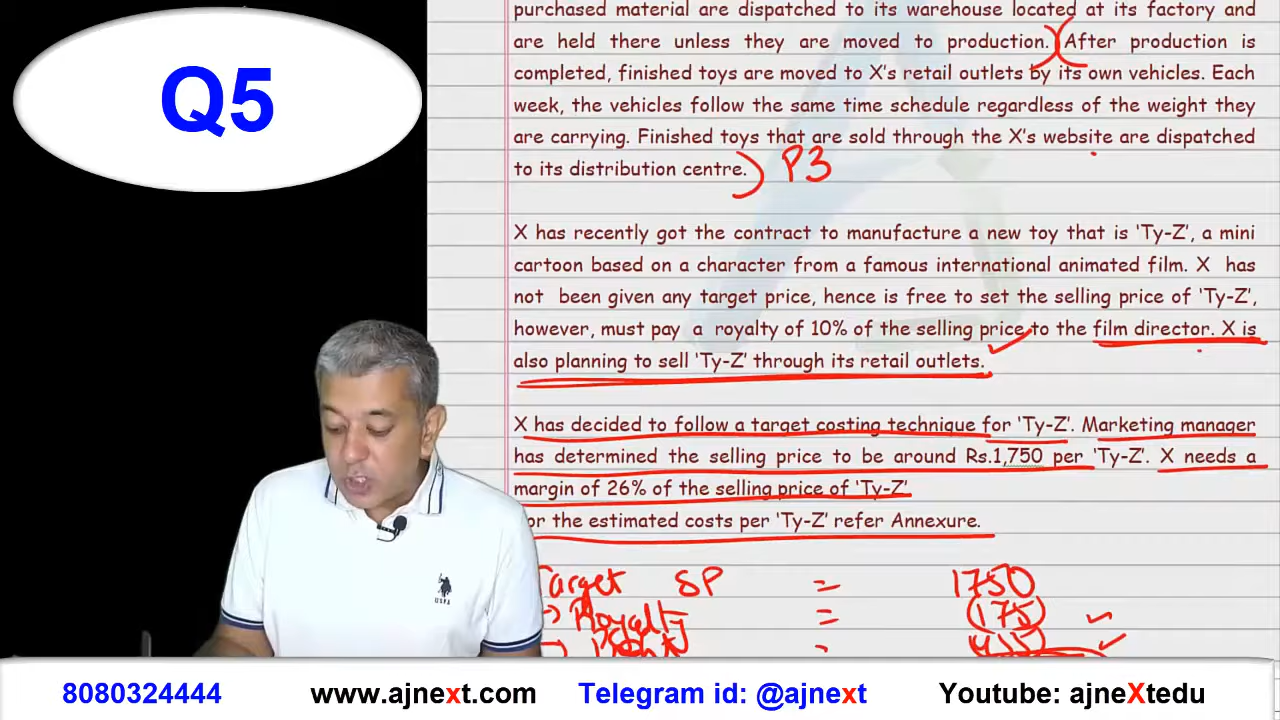 Q5
purchased material are dispatched to its warehouse located at its factory and
are held there unless they are moved to production. After production is
completed, finished toys are moved to X's retail outlets by its own vehicles. Each
week, the vehicles follow the same time schedule regardless of the weight they
are carrying. Finished toys that are sold through the X's website are dispatched
to its distribution centre. P3
X has recently got the contract to manufacture a new toy that is 'Ty-Z', a mini
cartoon based on a character from a famous international animated film. X has
not been given any target price, hence is free to set the selling price of 'Ty-Z',
however, must pay a royalty of 10% of the selling price to the film director. X is
also planning to sell 'Ty-Z' through its retail outlets.
X has decided to follow a target costing technique for 'Ty-Z'. Marketing manager
has determined the selling price to be around Rs.1,750 per 'Ty-Z'. X needs a
margin of 26% of the selling price of 'Ty-Z'
or the estimated costs per 'Ty-Z' refer Annexure.
Target SP = 1750
→ Royalty = (175)
USPA
8080324444 www.ajnext.com Telegram id: @ajnext Youtube: ajneXtedu